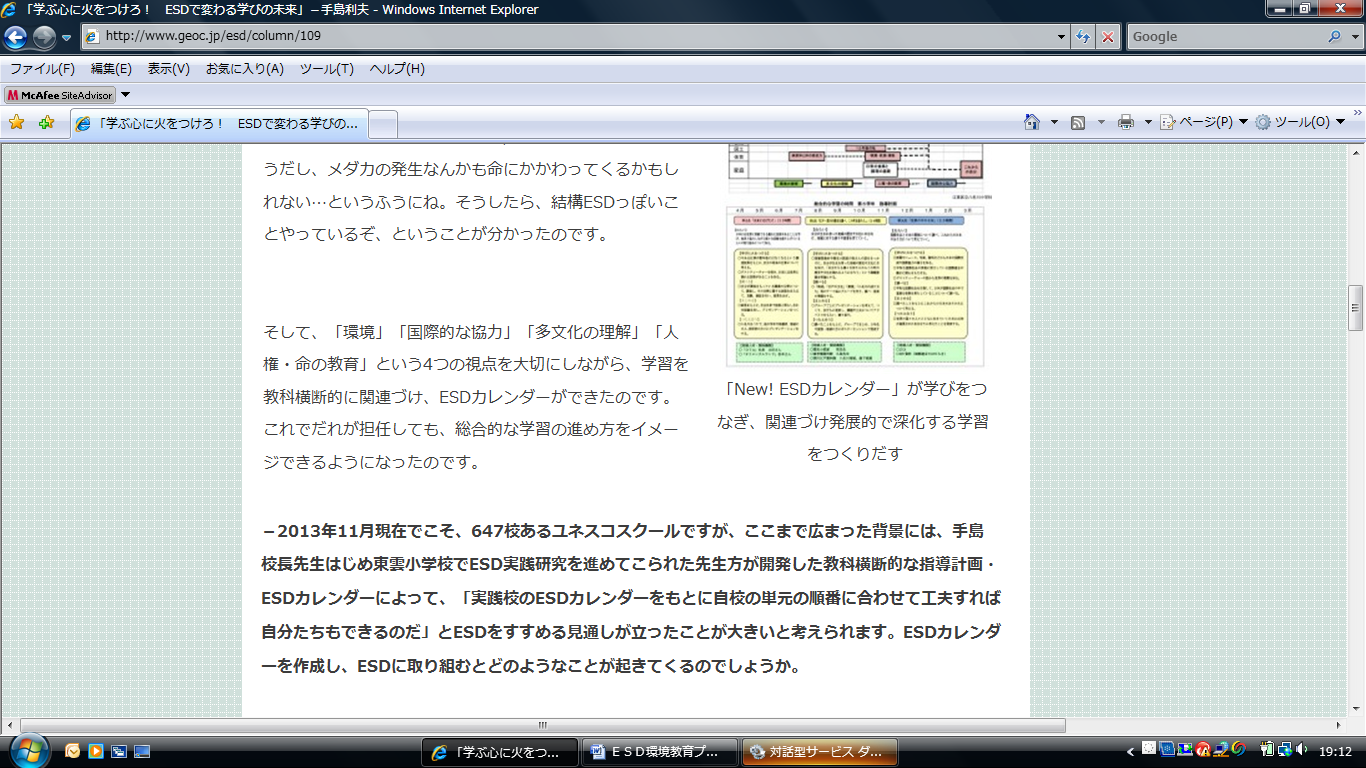 「学ぶ心に火をつけろ！　ESDで変わる学びの未来」－手島利夫 - Windows Internet Explorer
http://www.geoc.jp/esd/column/109
Google
ファイル(F) 編集(E) 表示(V) お気に入り(A) ツール(T) ヘルプ(H)
McAfee SiteAdvisor
「学ぶ心に火をつけろ！　ESDで変わる学びの...
ページ(P) ツール(O)
うだし、メダカの発生なんかも命にかかわってくるかもし
れない…というふうにね。そうしたら、結構ESDっぽいこ
とやっているぞ、ということが分かったのです。
そして、「環境」「国際的な協力」「多文化の理解」「人
権・命の教育」という4つの視点を大切にしながら、学習を
教科横断的に関連づけ、ESDカレンダーができたのです。
これでだれが担任しても、総合的な学習の進め方をイメー
ジできるようになったのです。
「New! ESDカレンダー」が学びをつ
なぎ、関連づけ発展的で深化する学習
をつくりだす
－2013年11月現在でこそ、647校あるユネスコスクールですが、ここまで広まった背景には、手島
校長先生はじめ東雲小学校でESD実践研究を進めてこられた先生方が開発した教科横断的な指導計画・
ESDカレンダーによって、「実践校のESDカレンダーをもとに自校の単元の順番に合わせて工夫すれば
自分たちもできるのだ」とESDをすすめる見通しが立ったことが大きいと考えられます。ESDカレンダ
ーを作成し、ESDに取り組むとどのようなことが起きてくるのでしょうか。
「学ぶ心に火をつ...
ＥＳＤ環境教育プ...
対話型サービス ダ...
19:12